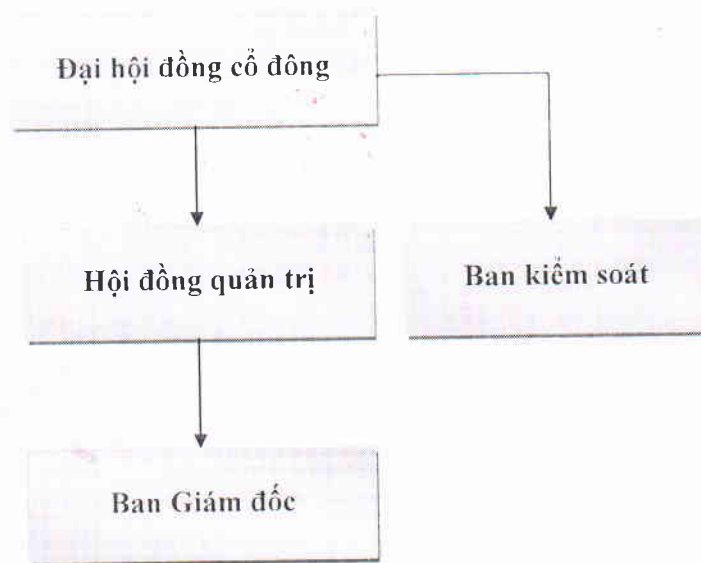 Đại hội đồng cổ đông
Hội đồng quản trị
Ban kiểm soát
Ban Giám đốc